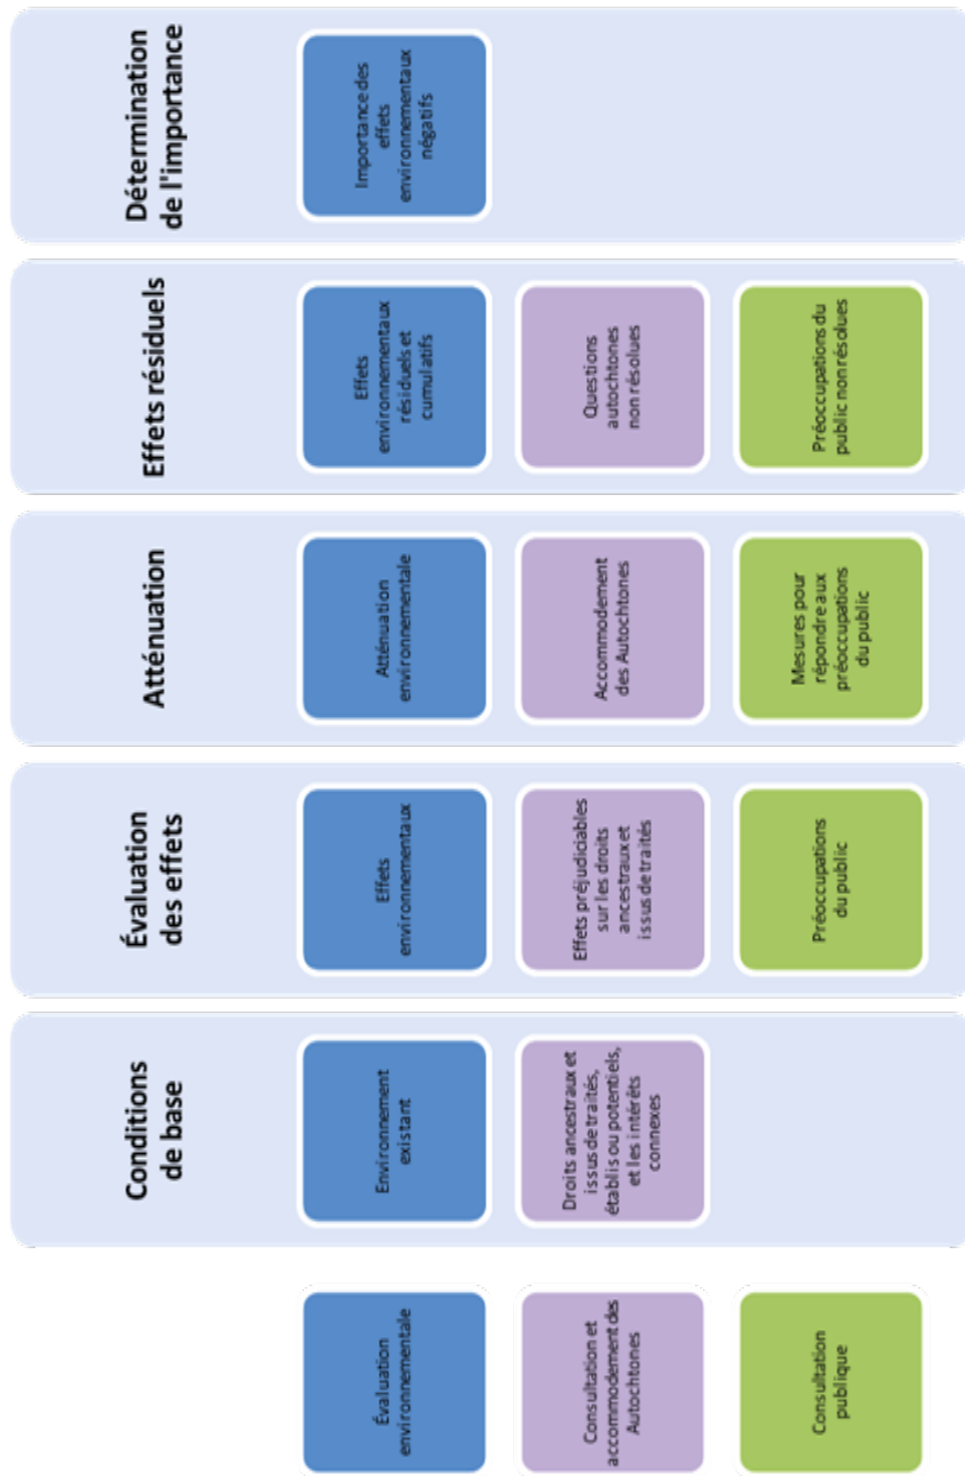 Conditions
de base
Évaluation
des effets
Atténuation
Effets résiduels
Détermination
de l'importance
Évaluation
environnementale
Environnement
existant
Effets
environnementaux
Atténuation
environnementale
Effets
environnementaux
résiduels et
cumulatifs
Importance des
effets
environnementaux
négatifs
Consultation et
accommodement des
Autochtones
Droits ancestraux et
issus de traités,
établis ou potentiels,
et les intérêts
connexes
Effets préjudiciables
sur les droits
ancestraux et
issus de traités
Accommodement
des Autochtones
Questions
autochtones
non résolues
Consultation
publique
Préoccupations
du public
Mesures pour
répondre aux
préoccupations
du public
Préoccupations du
public non résolues